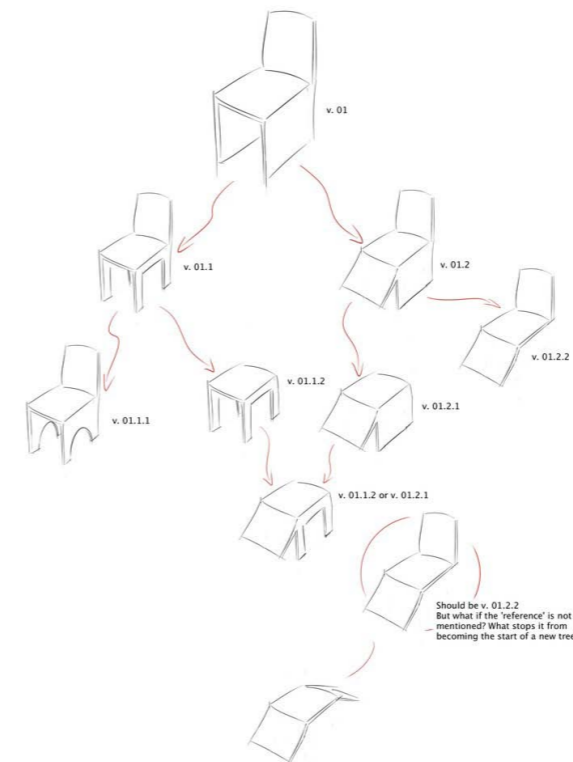 v. 01
v. 01.1
v. 01.2
v. 01.2.2
v. 01.1.2
v. 01.2.1
v. 01.1.1
v. 01.1.2 or v. 01.2.1
Should be v. 01.2.2
But what if the 'reference' is not
mentioned? What stops it from
becoming the start of a new tree